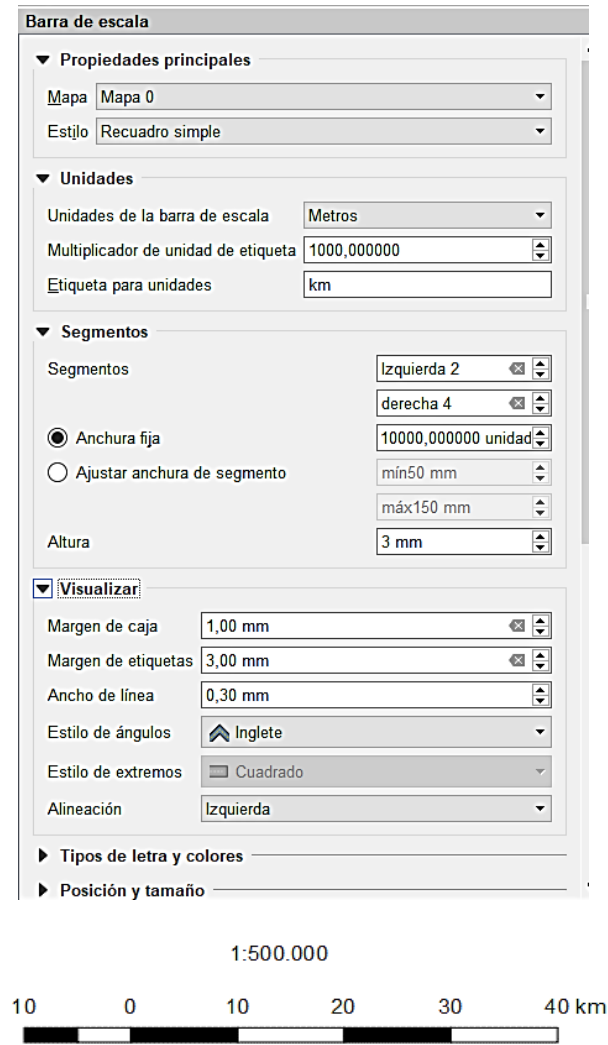 Barra de escala
Propiedades principales
Mapa Mapa 0
Estilo Recuadro simple
Unidades
Unidades de la barra de escala Metros
Multiplicador de unidad de etiqueta 1000,000000
Etiqueta para unidades km
Segmentos
Segmentos Izquierda 2
derecha 4
Anchura fija 10000,000000 unidad
Ajustar anchura de segmento mín50 mm
máx150 mm
Altura 3 mm
Visualizar
Margen de caja 1,00 mm
Margen de etiquetas 3,00 mm
Ancho de línea 0,30 mm
Estilo de ángulos Inglete
Estilo de extremos Cuadrado
Alineación Izquierda
Tipos de letra y colores
Posición y tamaño
1:500.000
10 0 10 20 30 40 km